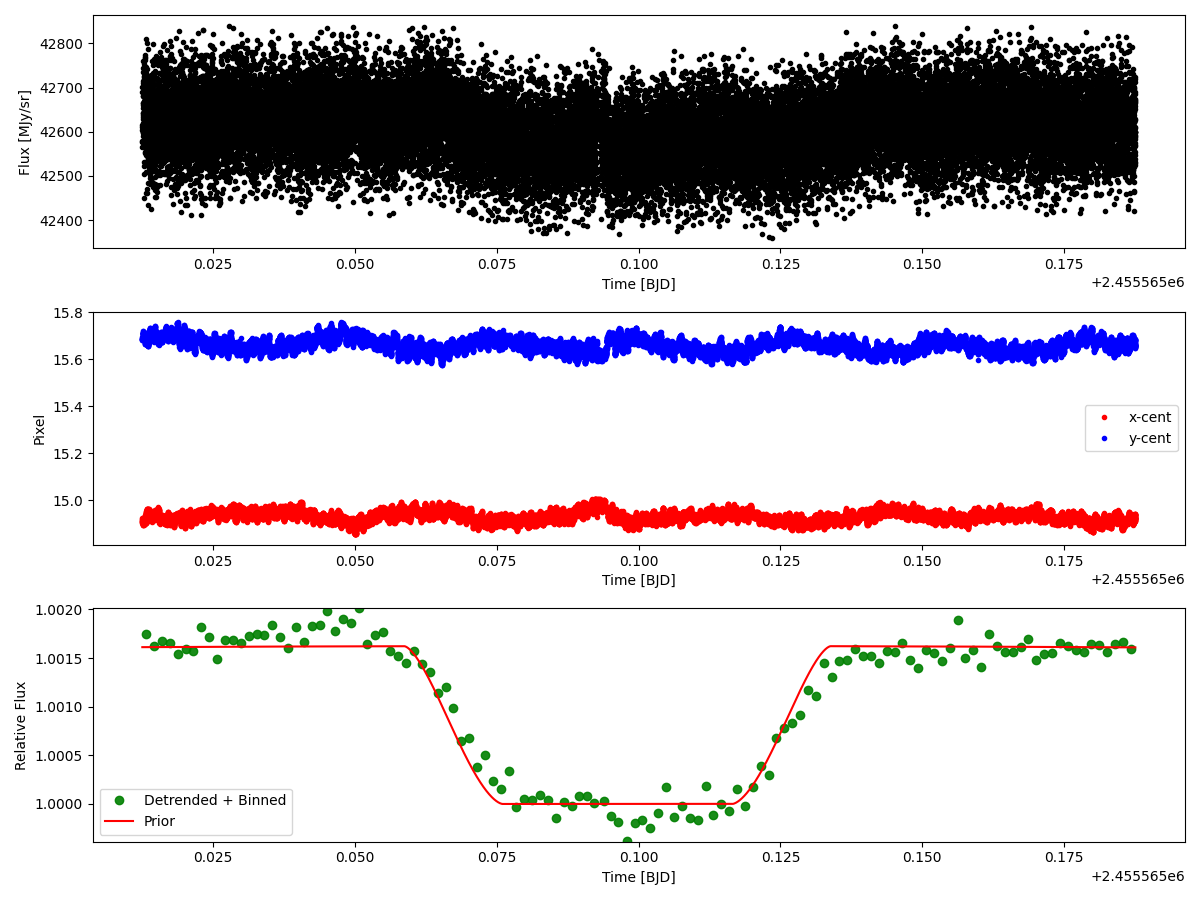 42800
42700
42600
42500
42400
Flux [MJy/sr]
0.025 0.050 0.075 0.100 0.125 0.150 0.175
Time [BJD]
+2.455565e6
15.8
15.6
15.4
15.2
15.0
Pixel
x-cent
y-cent
0.025 0.050 0.075 0.100 0.125 0.150 0.175
Time [BJD]
+2.455565e6
1.0020
1.0015
1.0010
1.0005
1.0000
Relative Flux
Detrended + Binned
Prior
0.025 0.050 0.075 0.100 0.125 0.150 0.175
Time [BJD]
+2.455565e6